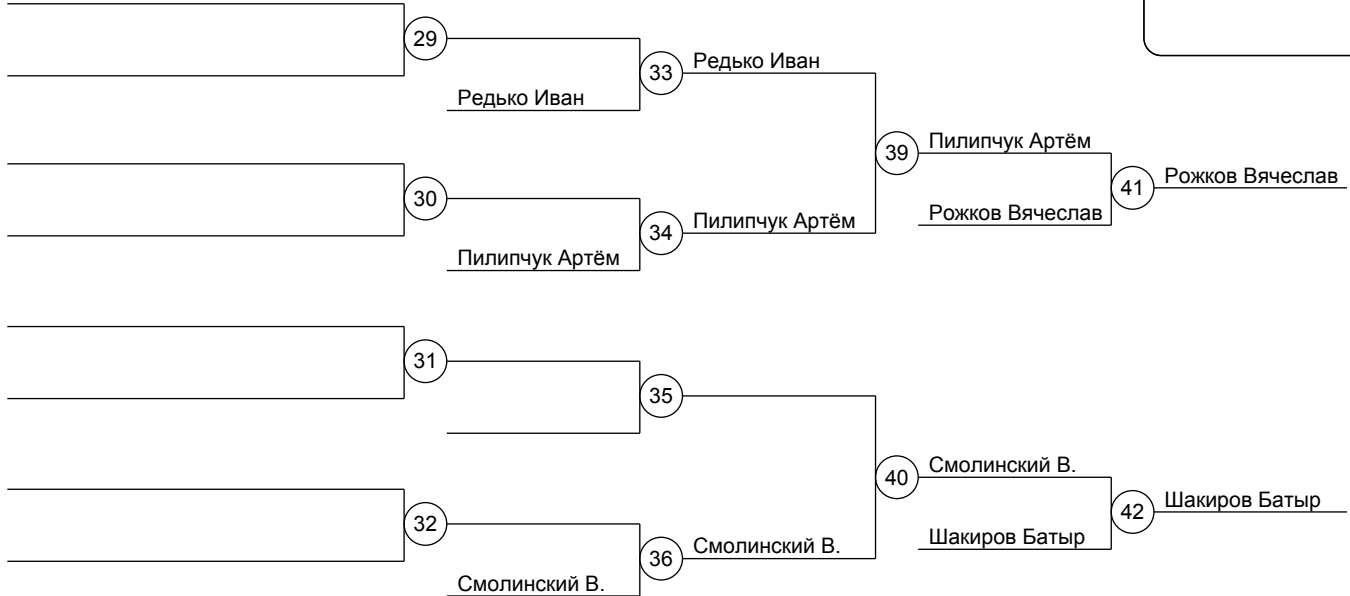 29
33
Редько Иван
Редько Иван
39
Пилипчук Артём
41
Рожков Вячеслав
30
34
Пилипчук Артём
Рожков Вячеслав
Пилипчук Артём
31
35
40
Смолинский В.
42
Шакиров Батыр
32
36
Смолинский В.
Шакиров Батыр
Смолинский В.